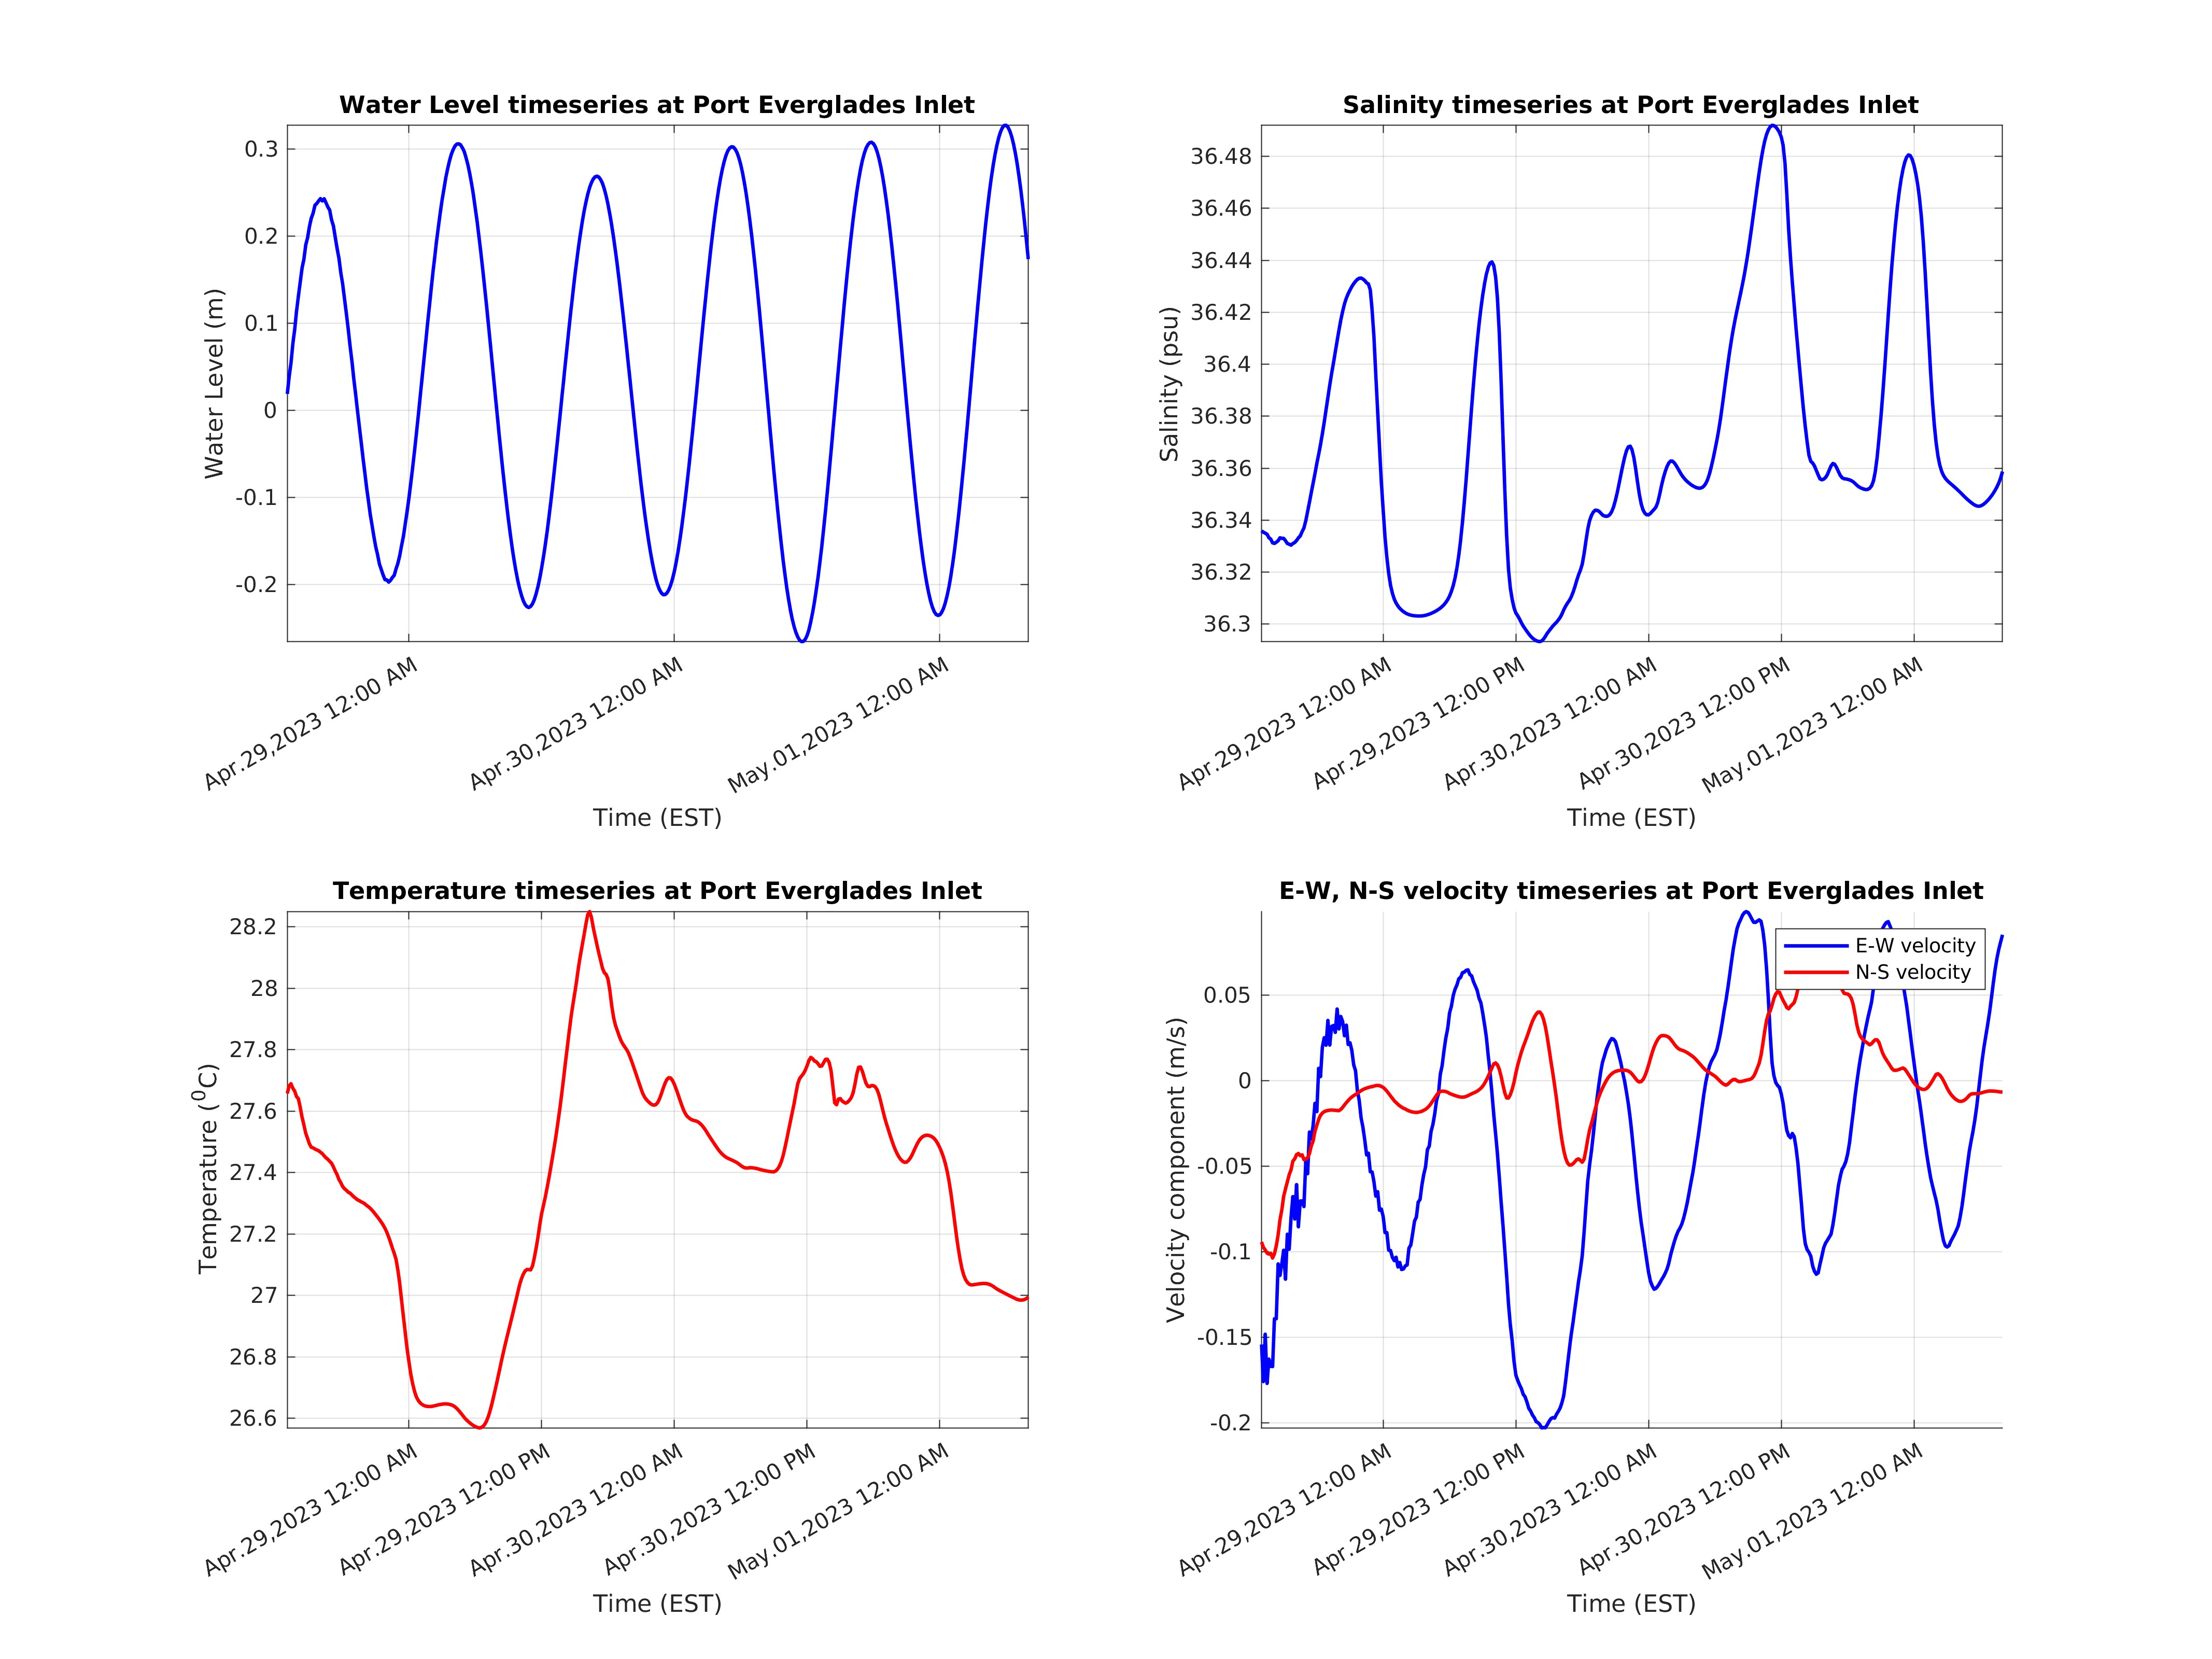 Water Level timeseries at Port Everglades Inlet
Water Level (m)
0.3
0.2
0.1
0
-0.1
-0.2
Apr.29,2023 12:00 AM
Apr.30,2023 12:00 AM
May.01,2023 12:00 AM
Time (EST)
Salinity timeseries at Port Everglades Inlet
Salinity (psu)
36.48
36.46
36.44
36.42
36.4
36.38
36.36
36.34
36.32
36.3
Apr.29,2023 12:00 AM
Apr.29,2023 12:00 PM
Apr.30,2023 12:00 AM
Apr.30,2023 12:00 PM
May.01,2023 12:00 AM
Time (EST)
Temperature timeseries at Port Everglades Inlet
Temperature (⁰C)
28.2
28
27.8
27.6
27.4
27.2
27
26.8
26.6
Apr.29,2023 12:00 AM
Apr.29,2023 12:00 PM
Apr.30,2023 12:00 AM
Apr.30,2023 12:00 PM
May.01,2023 12:00 AM
Time (EST)
E-W, N-S velocity timeseries at Port Everglades Inlet
Velocity component (m/s)
E-W velocity
N-S velocity
0.05
0
-0.05
-0.1
-0.15
-0.2
Apr.29,2023 12:00 AM
Apr.29,2023 12:00 PM
Apr.30,2023 12:00 AM
Apr.30,2023 12:00 PM
May.01,2023 12:00 AM
Time (EST)